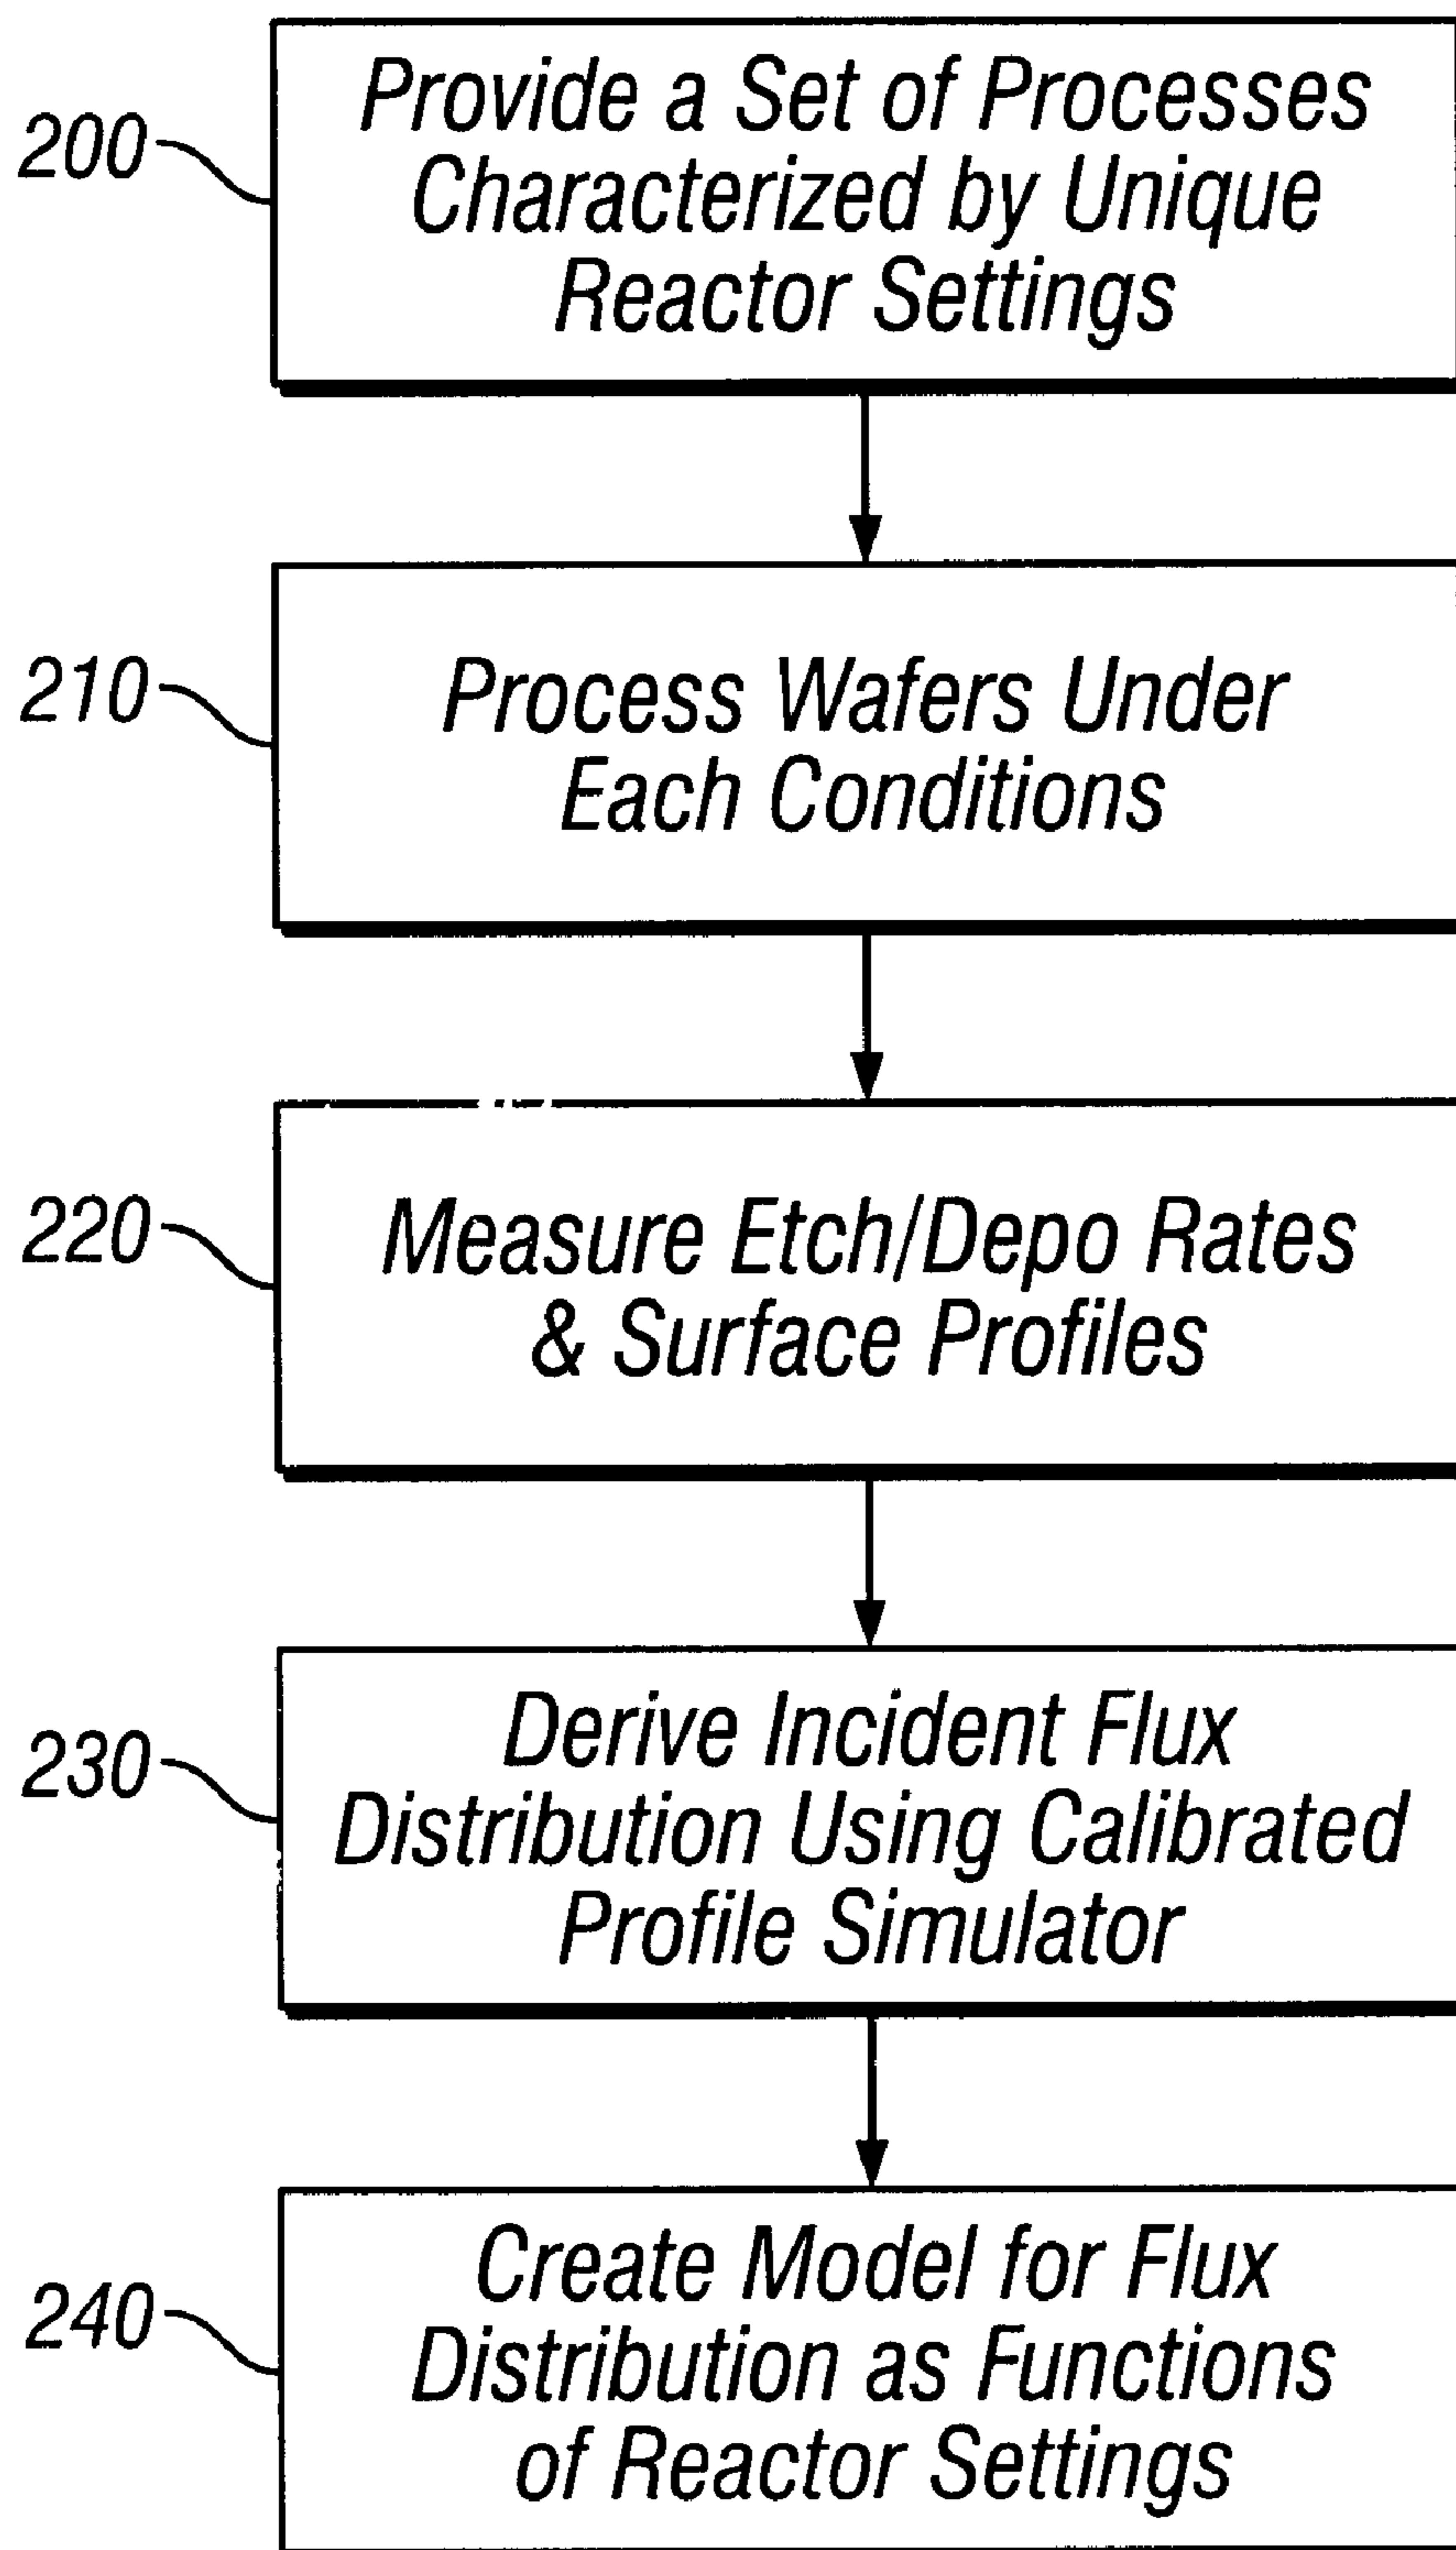 200
Provide a Set of Processes
Characterized by Unique
Reactor Settings
210
Process Wafers Under
Each Conditions
220
Measure Etch/Depo Rates
& Surface Profiles
230
Derive Incident Flux
Distribution Using Calibrated
Profile Simulator
240
Create Model for Flux
Distribution as Functions
of Reactor Settings